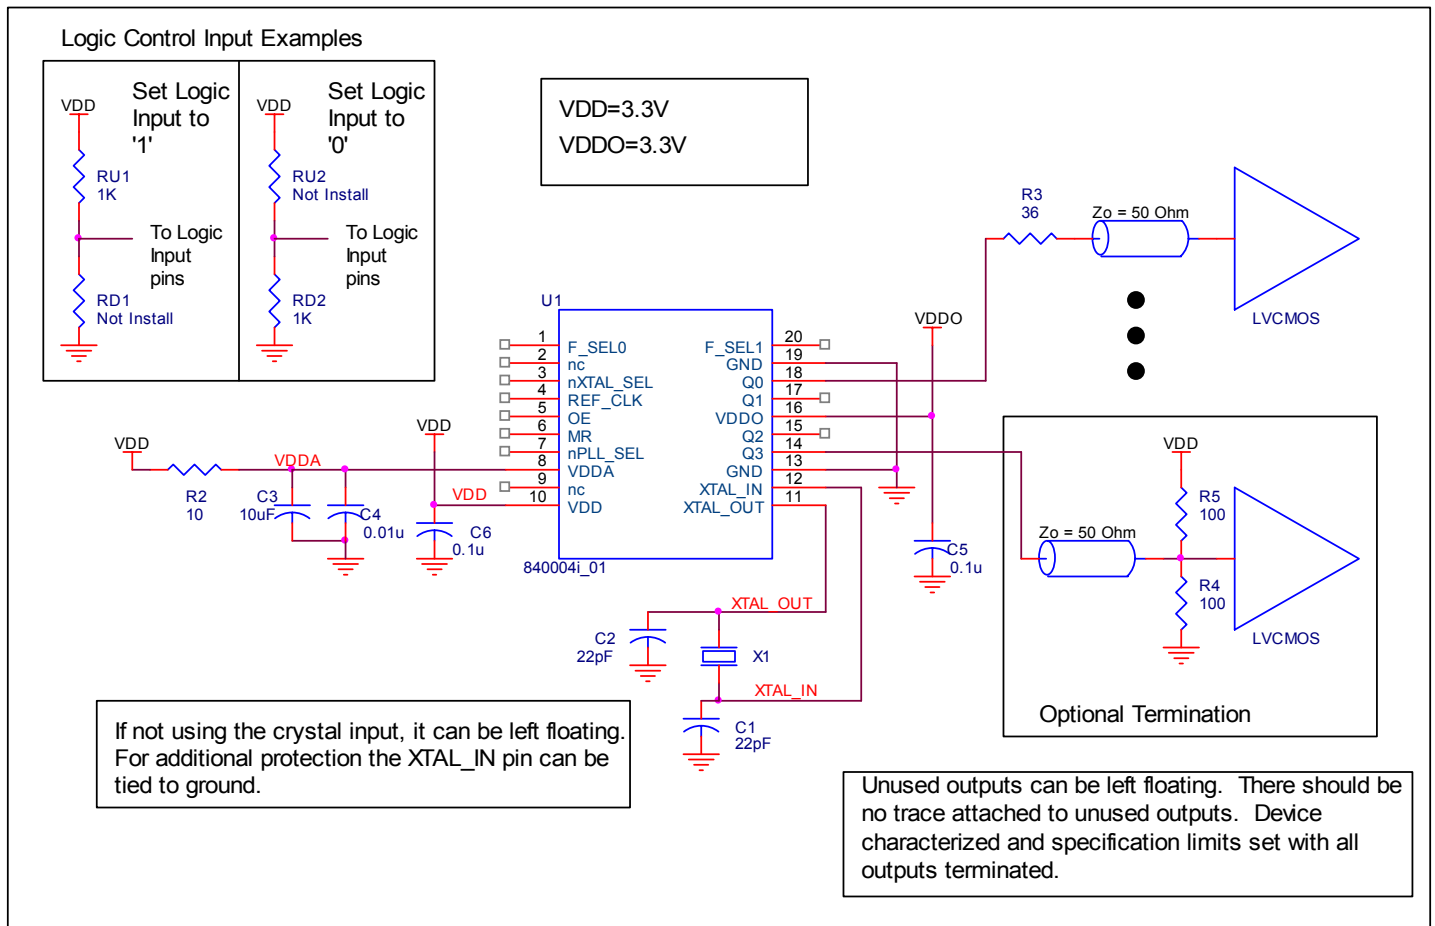 Logic Control Input Examples
Set Logic
Input to
'1'
VDD
RU1
1K
To Logic
Input
pins
RD1
Not Install
Set Logic
Input to
'0'
VDD
RU2
Not Install
To Logic
Input
pins
RD2
1K
VDD=3.3V
VDDO=3.3V
U1
1
F_SEL0
2
nc
3
nXTAL_SEL
4
REF_CLK
5
OE
6
MR
7
nPLL_SEL
8
VDDA
9
nc
10
VDD
20
F_SEL1
19
GND
18
Q0
17
Q1
16
VDDO
15
Q2
14
Q3
13
GND
12
XTAL_IN
11
XTAL_OUT
840004i_01
VDD
R2
10
VDDA
C3
10uF
C4
0.01u
VDD
VDD
C6
0.1u
XTAL_OUT
C2
22pF
X1
XTAL_IN
C1
22pF
VDDO
C5
0.1u
R3
36
Zo = 50 Ohm
LVCMOS
VDD
R5
100
Zo = 50 Ohm
R4
100
LVCMOS
Optional Termination
If not using the crystal input, it can be left floating.
For additional protection the XTAL_IN pin can be
tied to ground.
Unused outputs can be left floating. There should be
no trace attached to unused outputs. Device
characterized and specification limits set with all
outputs terminated.